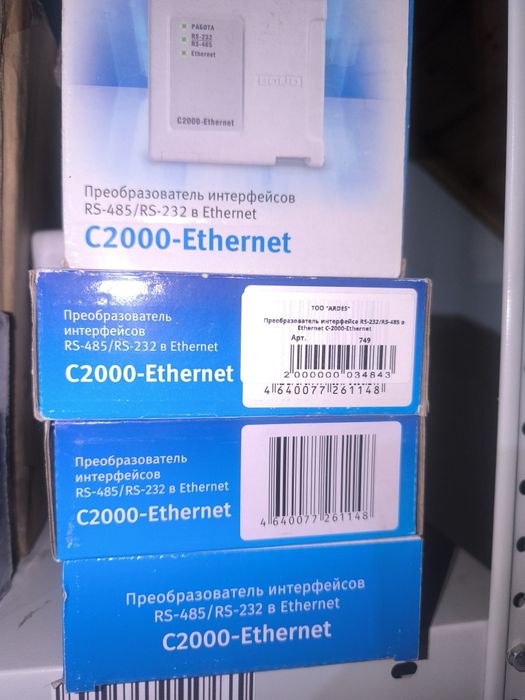 РАБОТА
RS-232
RS-485
Ethernet
C2000-Ethernet
Преобразователь интерфейсов
RS-485/RS-232 в Ethernet
C2000-Ethernet
Преобразователь
интерфейсов
RS-485/RS-232 в Ethernet
C2000-Ethernet
ТОО "ARDES"
Преобразователь интерфейса RS-232/RS-485 в
Ethernet C-2000-Ethernet
Арт. 749
2 000000 034843
4 640077 261148
Преобразователь
интерфейсов
RS-485/RS-232 в Ethernet
C2000-Ethernet
4 640077 261148
Преобразователь интерфейсов
RS-485/RS-232 в Ethernet
C2000-Ethernet